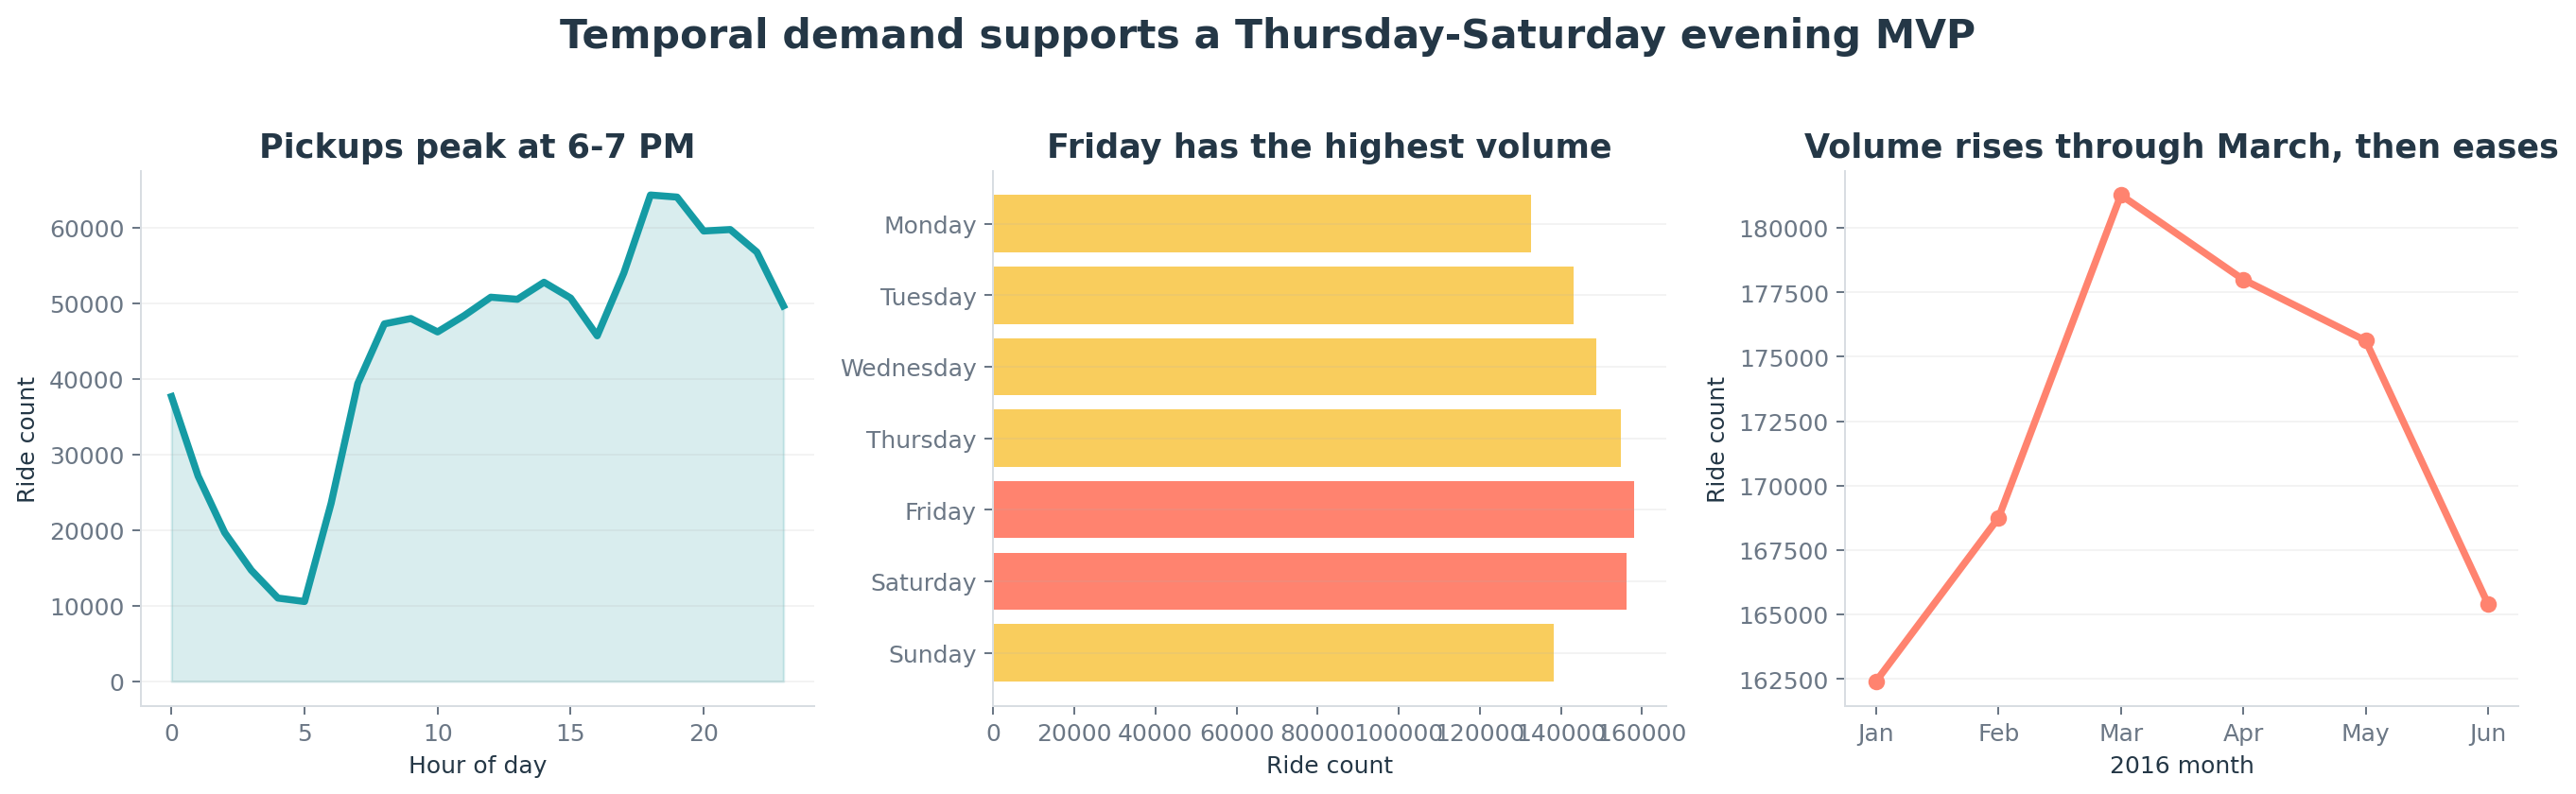 Temporal demand supports a Thursday-Saturday evening MVP
Pickups peak at 6-7 PM
Ride count
60000
50000
40000
30000
20000
10000
0
0 5 10 15 20
Hour of day
Friday has the highest volume
Monday
Tuesday
Wednesday
Thursday
Friday
Saturday
Sunday
0 20000 40000 60000 80000 100000 120000 140000 160000
Ride count
Volume rises through March, then eases
Ride count
180000
177500
175000
172500
170000
167500
165000
162500
Jan Feb Mar Apr May Jun
2016 month